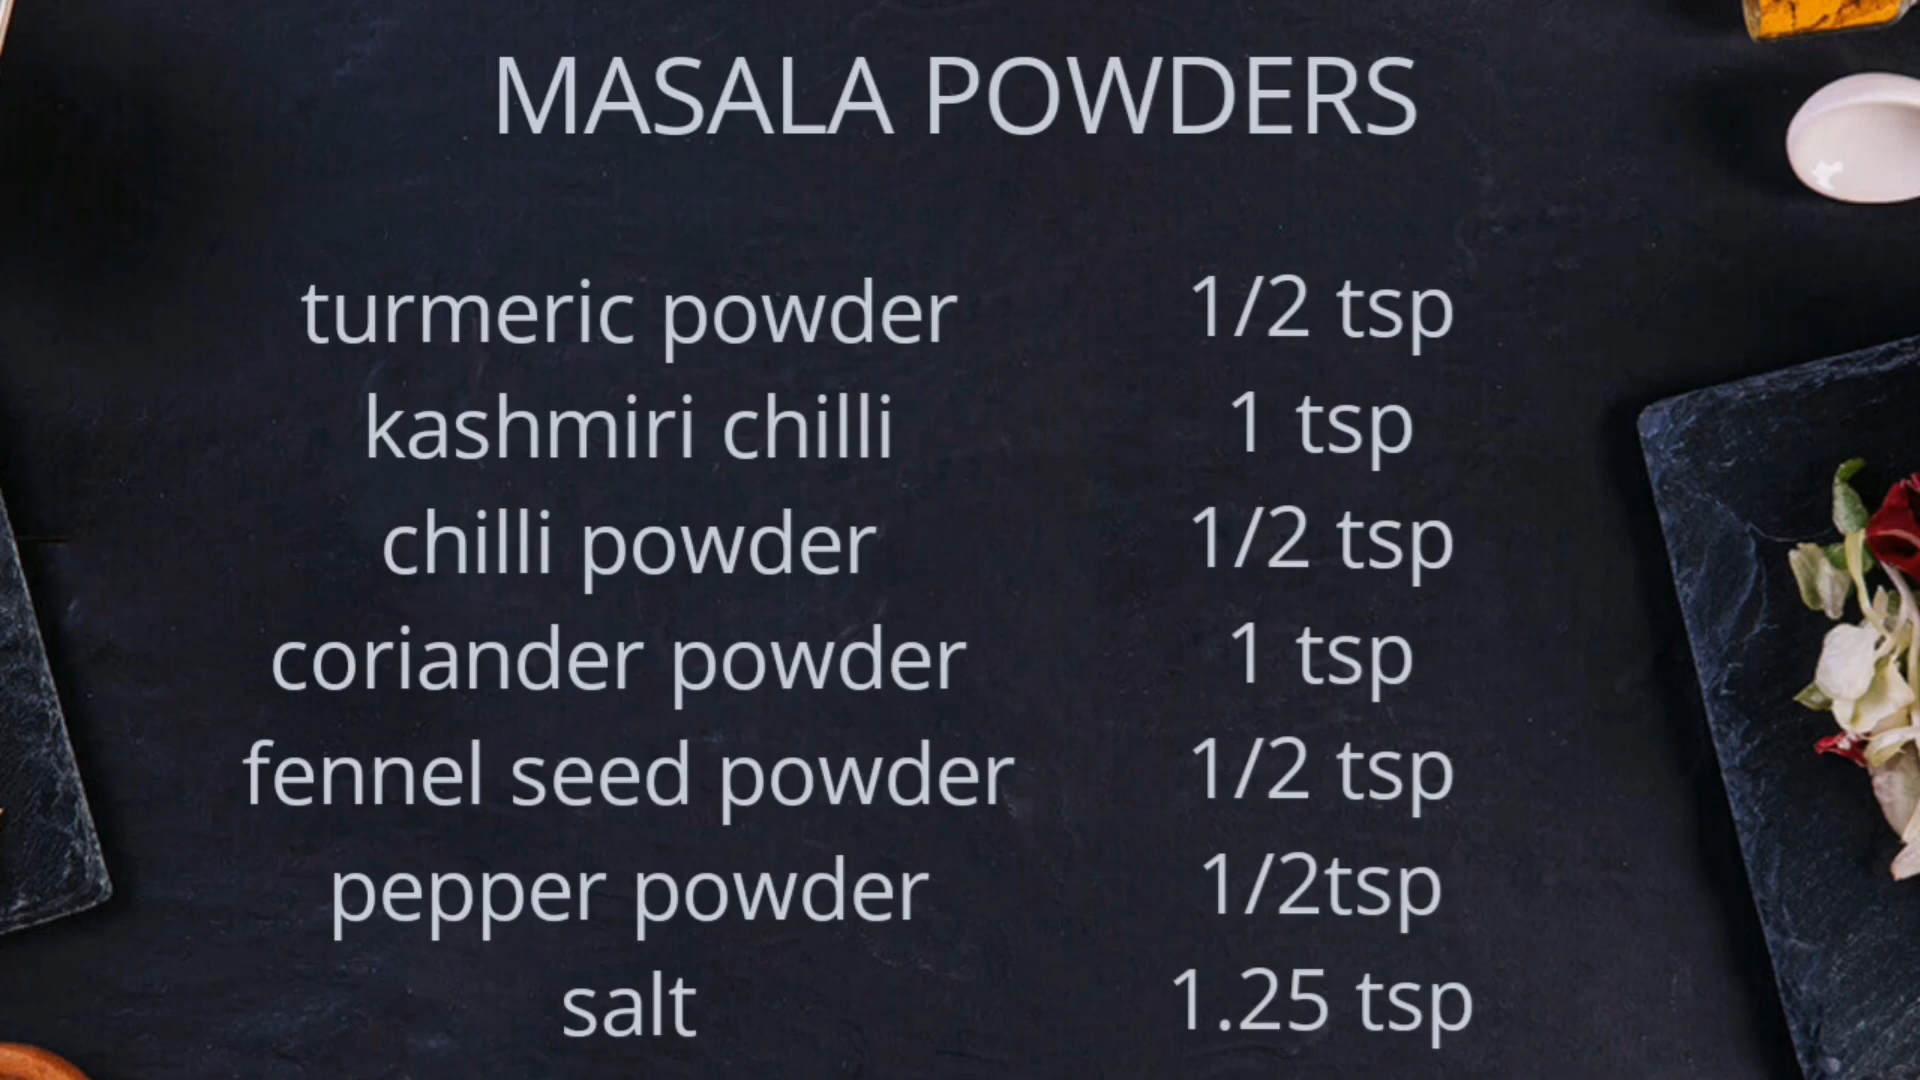 MASALA POWDERS
turmeric powder 1/2 tsp
kashmiri chilli 1 tsp
chilli powder 1/2 tsp
coriander powder 1 tsp
fennel seed powder 1/2 tsp
pepper powder 1/2tsp
salt 1.25 tsp